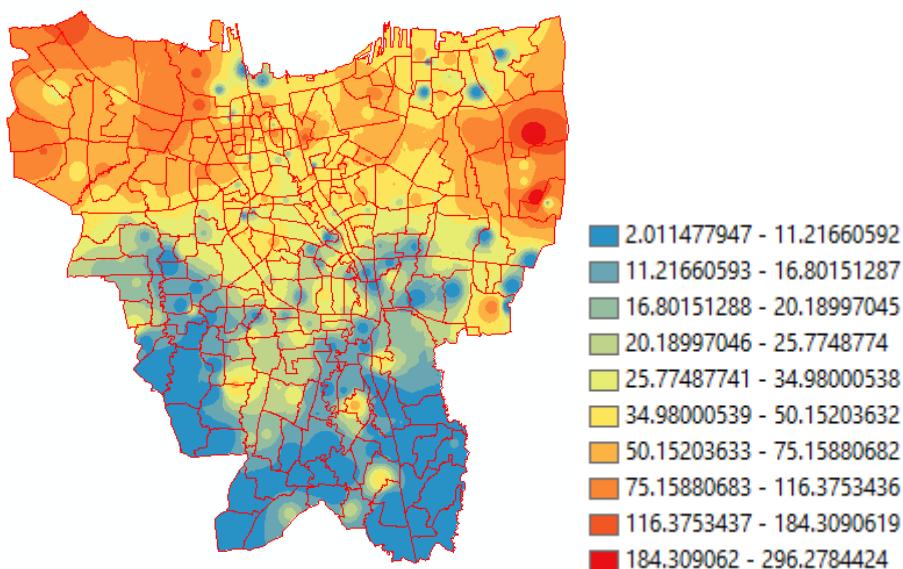 2.011477947 - 11.21660592
11.21660593 - 16.80151287
16.80151288 - 20.18997045
20.18997046 - 25.7748774
25.77487741 - 34.98000538
34.98000539 - 50.15203632
50.15203633 - 75.15880682
75.15880683 - 116.3753436
116.3753437 - 184.3090619
184.309062 - 296.2784424